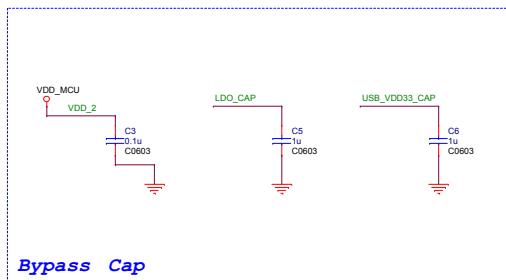 VDD_MCU
VDD_2
C3
0.1u
C0603
LDO_CAP
C5
1u
C0603
USB_VDD33_CAP
C6
1u
C0603
Bypass Cap